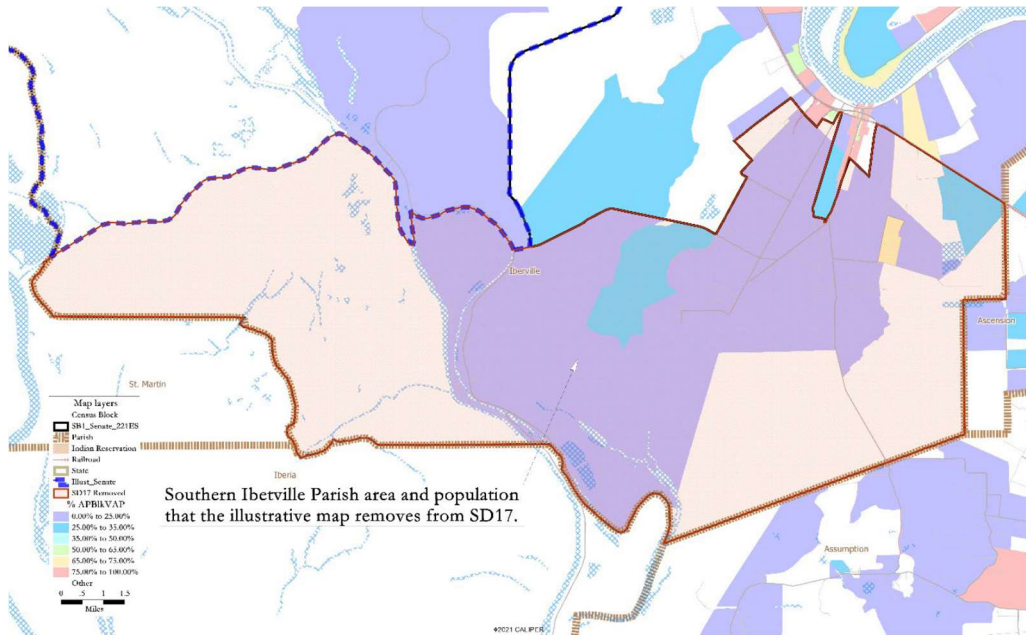 Iberville
Ascension
St. Martin
Map layers
Census Block
SB1_Senate_221ES
Parish
Indian Reservation
Railroad
State
Illust_Senate
SD17 Removed
% APBlkVAP
0.00% to 25.00%
25.00% to 35.00%
35.00% to 50.00%
50.00% to 65.00%
65.00% to 75.00%
75.00% to 100.00%
Other
0 .5 1 1.5
Miles
Iberia
Southern Iberville Parish area and population
that the illustrative map removes from SD17.
Assumption
©2021 CALIPER